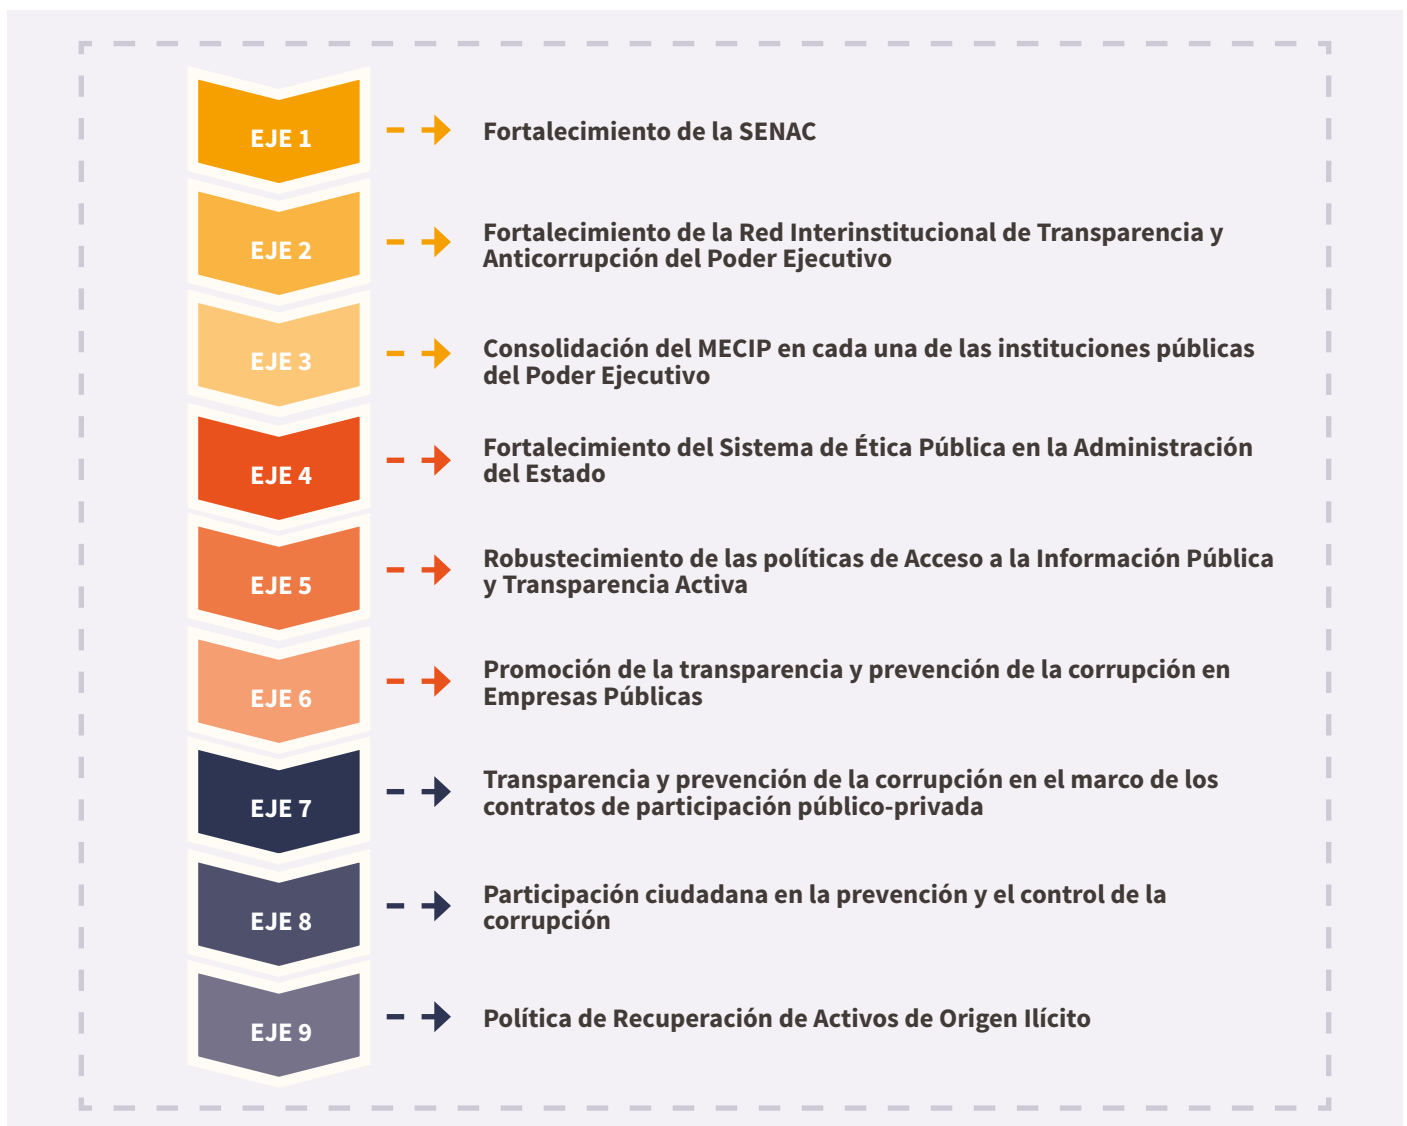 EJE 1
Fortalecimiento de la SENAC
EJE 2
Fortalecimiento de la Red Interinstitucional de Transparencia y
Anticorrupción del Poder Ejecutivo
EJE 3
Consolidación del MECIP en cada una de las instituciones públicas
del Poder Ejecutivo
EJE 4
Fortalecimiento del Sistema de Ética Pública en la Administración
del Estado
EJE 5
Robustecimiento de las políticas de Acceso a la Información Pública
y Transparencia Activa
EJE 6
Promoción de la transparencia y prevención de la corrupción en
Empresas Públicas
EJE 7
Transparencia y prevención de la corrupción en el marco de los
contratos de participación público-privada
EJE 8
Participación ciudadana en la prevención y el control de la
corrupción
EJE 9
Política de Recuperación de Activos de Origen Ilícito